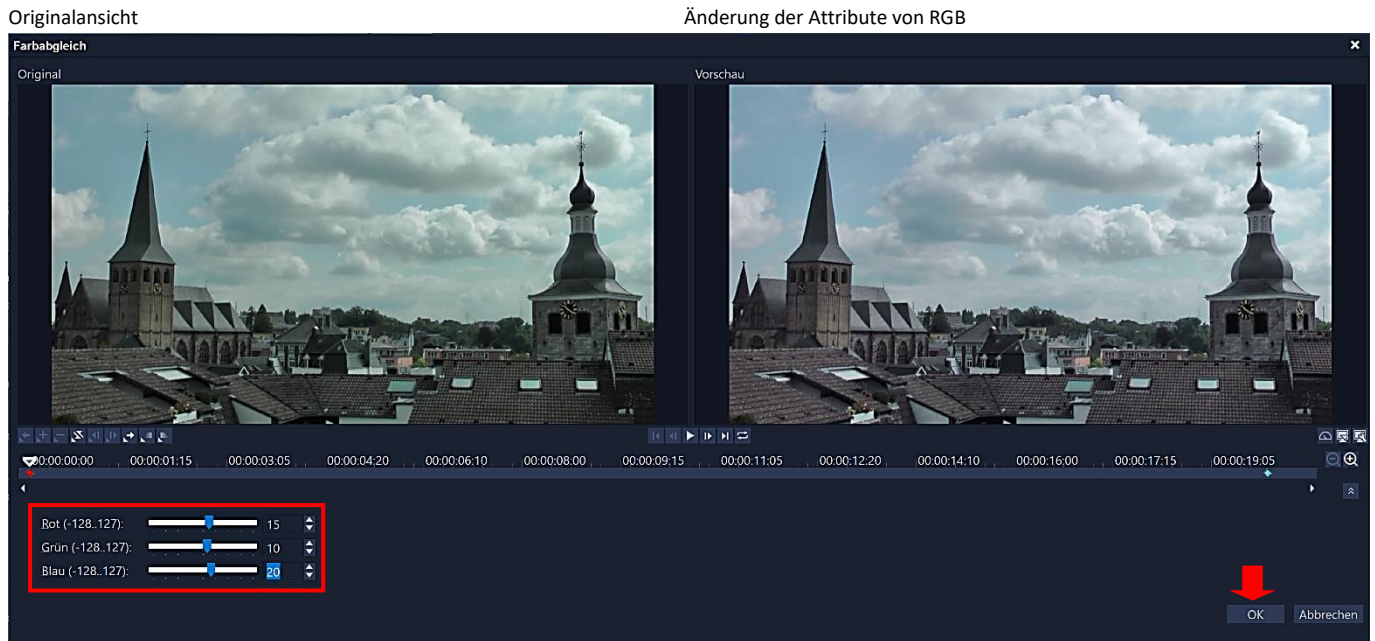 Originalansicht
Änderung der Attribute von RGB
Farbabgleich
Original
Vorschau
00:00:00:00 00:00:01:15 00:00:03:05 00:00:04:20 00:00:06:10 00:00:08:00 00:00:09:15 00:00:11:05 00:00:12:20 00:00:14:10 00:00:16:00 00:00:17:15 00:00:19:05
Rot (-128..127): 15
Grün (-128..127): 10
Blau (-128..127): 20
OK Abbrechen